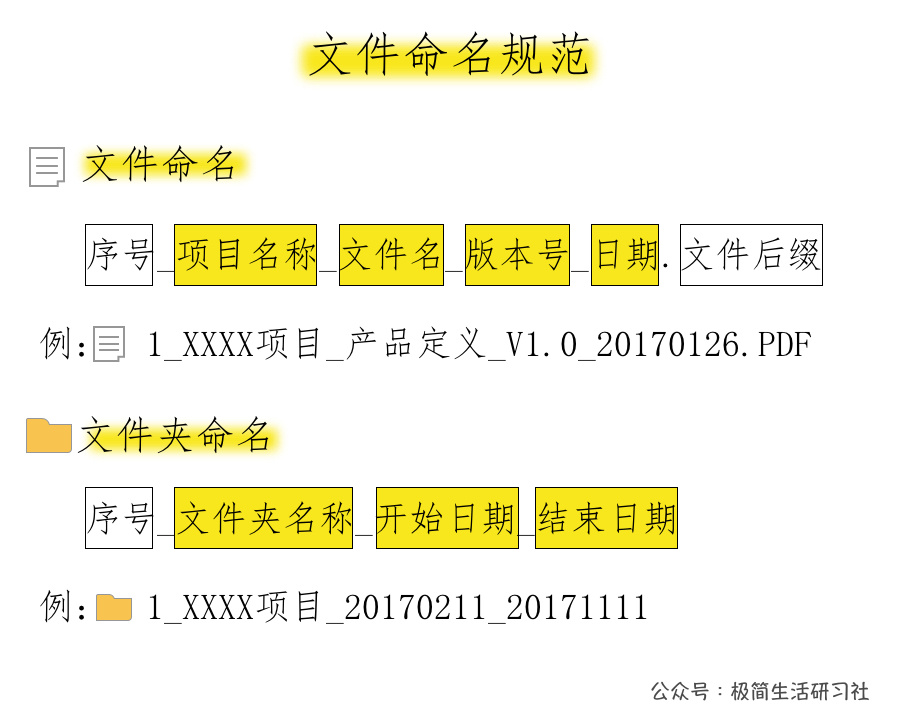 文件命名规范
文件命名
序号_项目名称_文件名_版本号_日期.文件后缀
例:1_XXXX项目_产品定义_V1.0_20170126.PDF
文件夹命名
序号_文件夹名称_开始日期_结束日期
例:1_XXXX项目_20170211_20171111
公众号：极简生活研习社